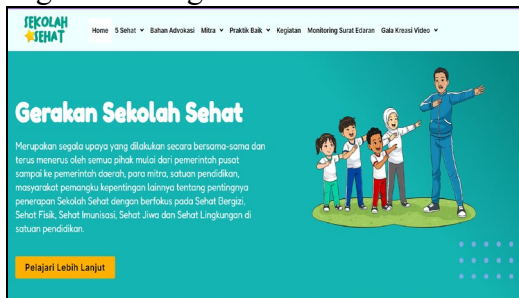 SEKOLAH
SEHAT
Home 5 Sehat Bahan Advokasi Mitra Praktik Baik Kegiatan Monitoring Surat Edaran Gala Kreasi Video
Gerakan Sekolah Sehat
Merupakan segala upaya yang dilakukan secara bersama-sama dan
terus menerus oleh semua pihak mulai dari pemerintah pusat
sampai ke pemerintah daerah, para mitra, satuan pendidikan,
masyarakat pemangku kepentingan lainnya tentang pentingnya
penerapan Sekolah Sehat dengan berfokus pada Sehat Bergizi,
Sehat Fisik, Sehat Imunisasi, Sehat Jiwa dan Sehat Lingkungan di
satuan pendidikan.
Pelajari Lebih Lanjut